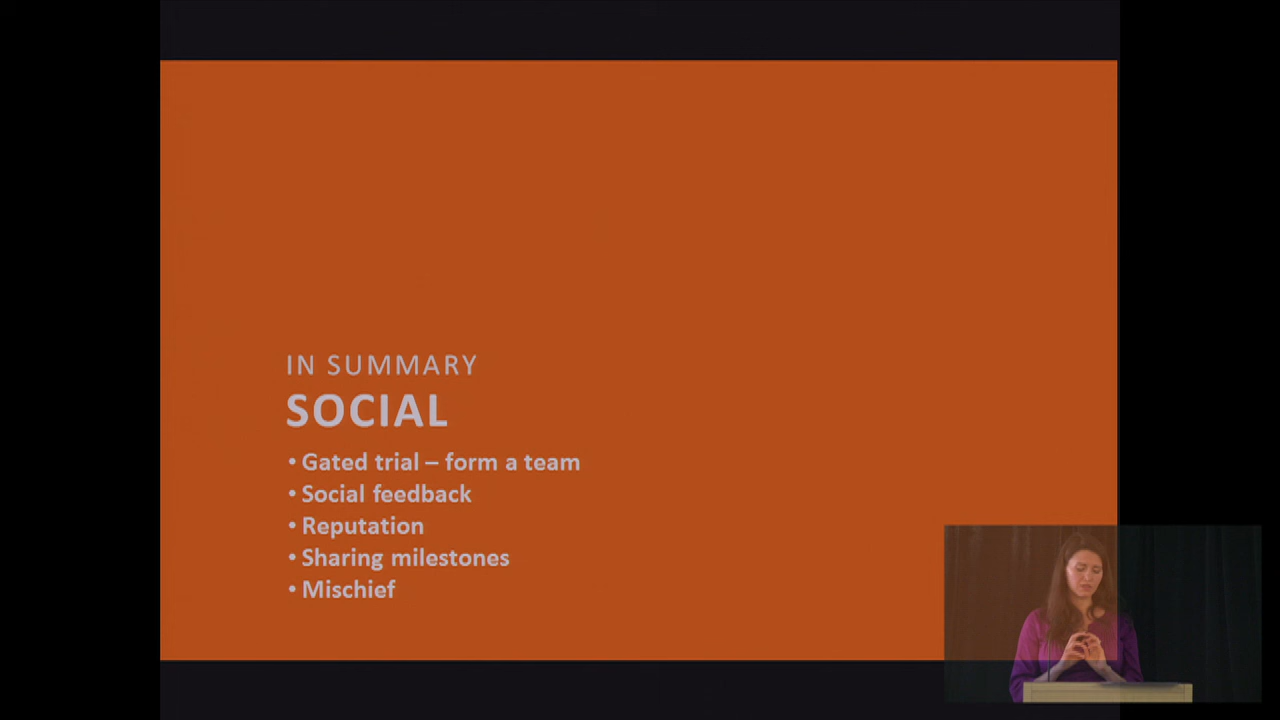 IN SUMMARY
SOCIAL
• Gated trial – form a team
• Social feedback
• Reputation
• Sharing milestones
• Mischief